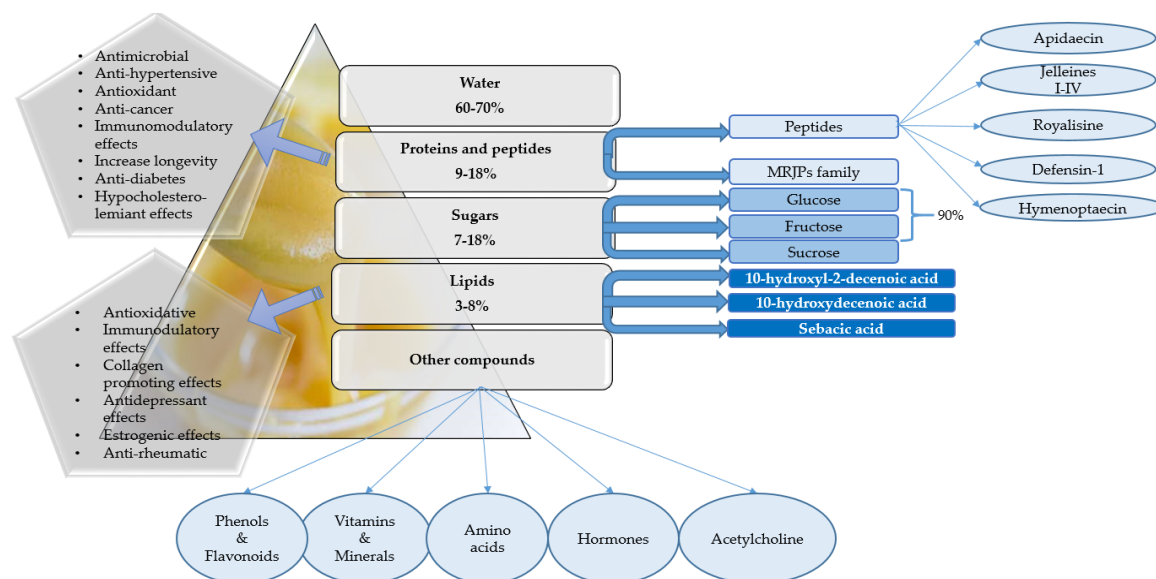 • Antimicrobial
• Anti-hypertensive
• Antioxidant
• Anti-cancer
• Immunomodulatory
effects
• Increase longevity
• Anti-diabetes
• Hypocholestero-
lemiant effects
• Antioxidative
• Immunodulatory
effects
• Collagen
promoting effects
• Antidepressant
effects
• Estrogenic effects
• Anti-rheumatic
Water
60-70%
Proteins and peptides
9-18%
Sugars
7-18%
Lipids
3-8%
Other compounds
Peptides
MRJPs family
Glucose
Fructose
Sucrose
90%
10-hydroxyl-2-decenoic acid
10-hydroxydecenoic acid
Sebacic acid
Apidaecin
Jelleines
I-IV
Royalisine
Defensin-1
Hymenoptaecin
Phenols
&
Flavonoids
Vitamins
&
Minerals
Amino
acids
Hormones
Acetylcholine